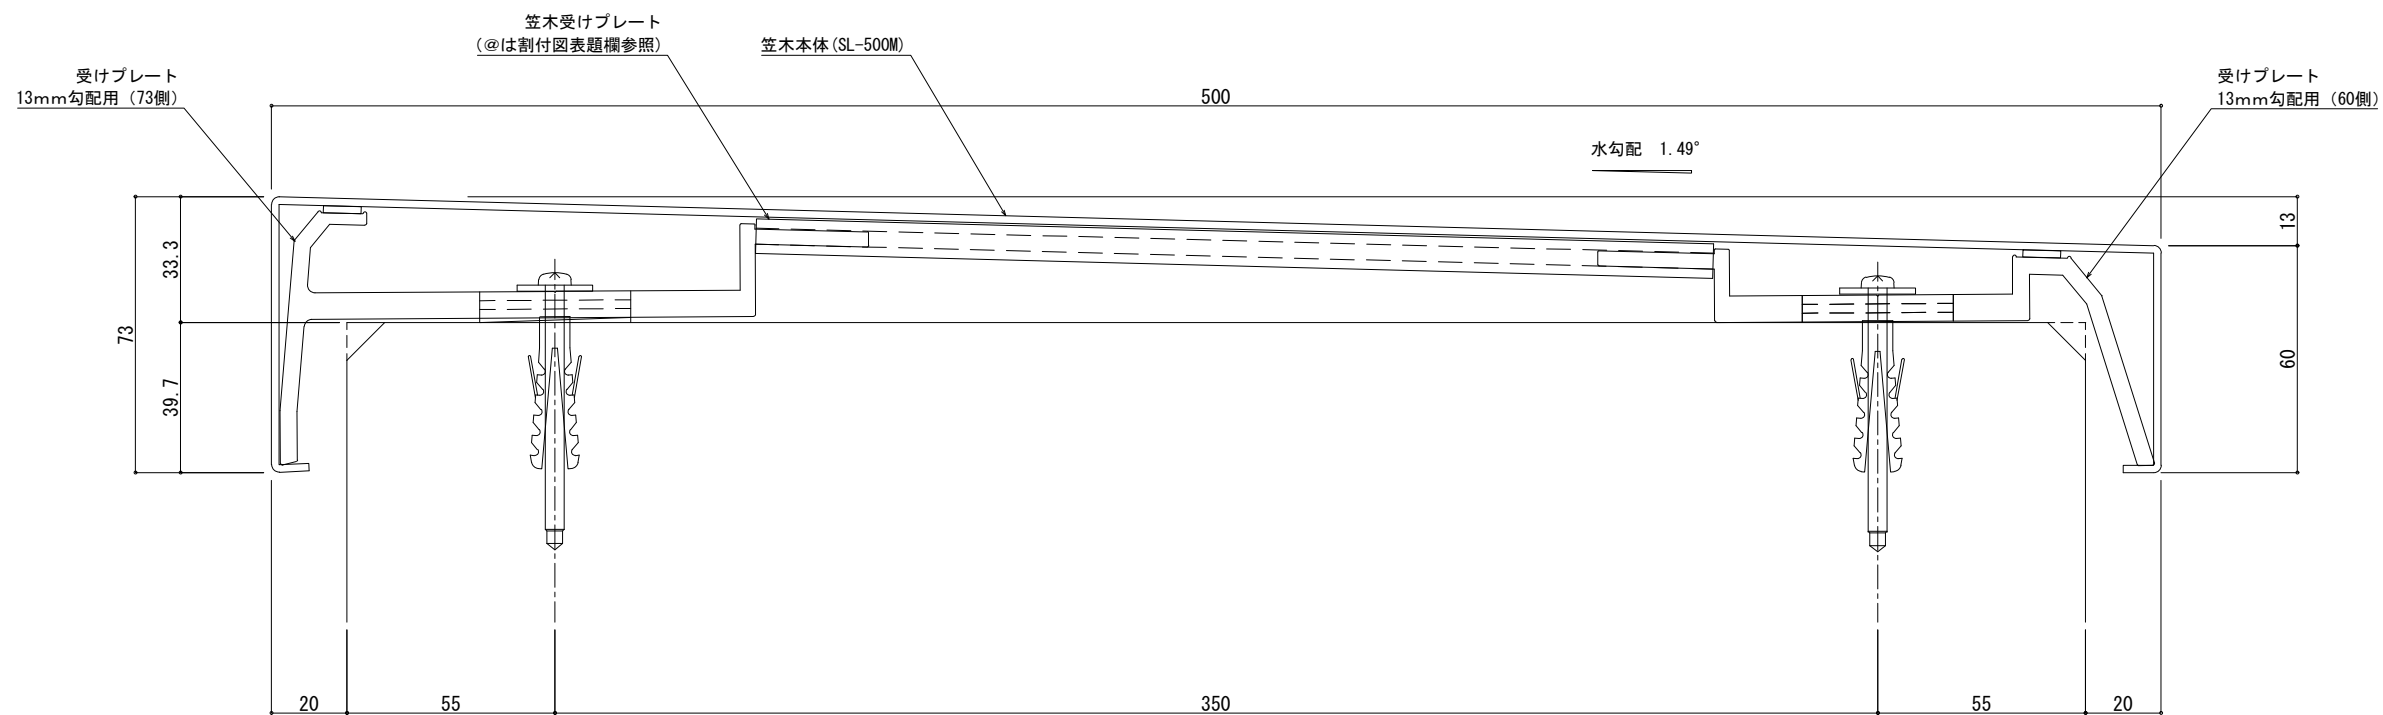 笠木受けプレート
（＠は割付図表題欄参照）
笠木本体(SL-500M)
受けプレート
13mm勾配用（73側）
受けプレート
13mm勾配用（60側）
500
水勾配　1.49°
13
33.3
73
39.7
60
20
55
350
55
20